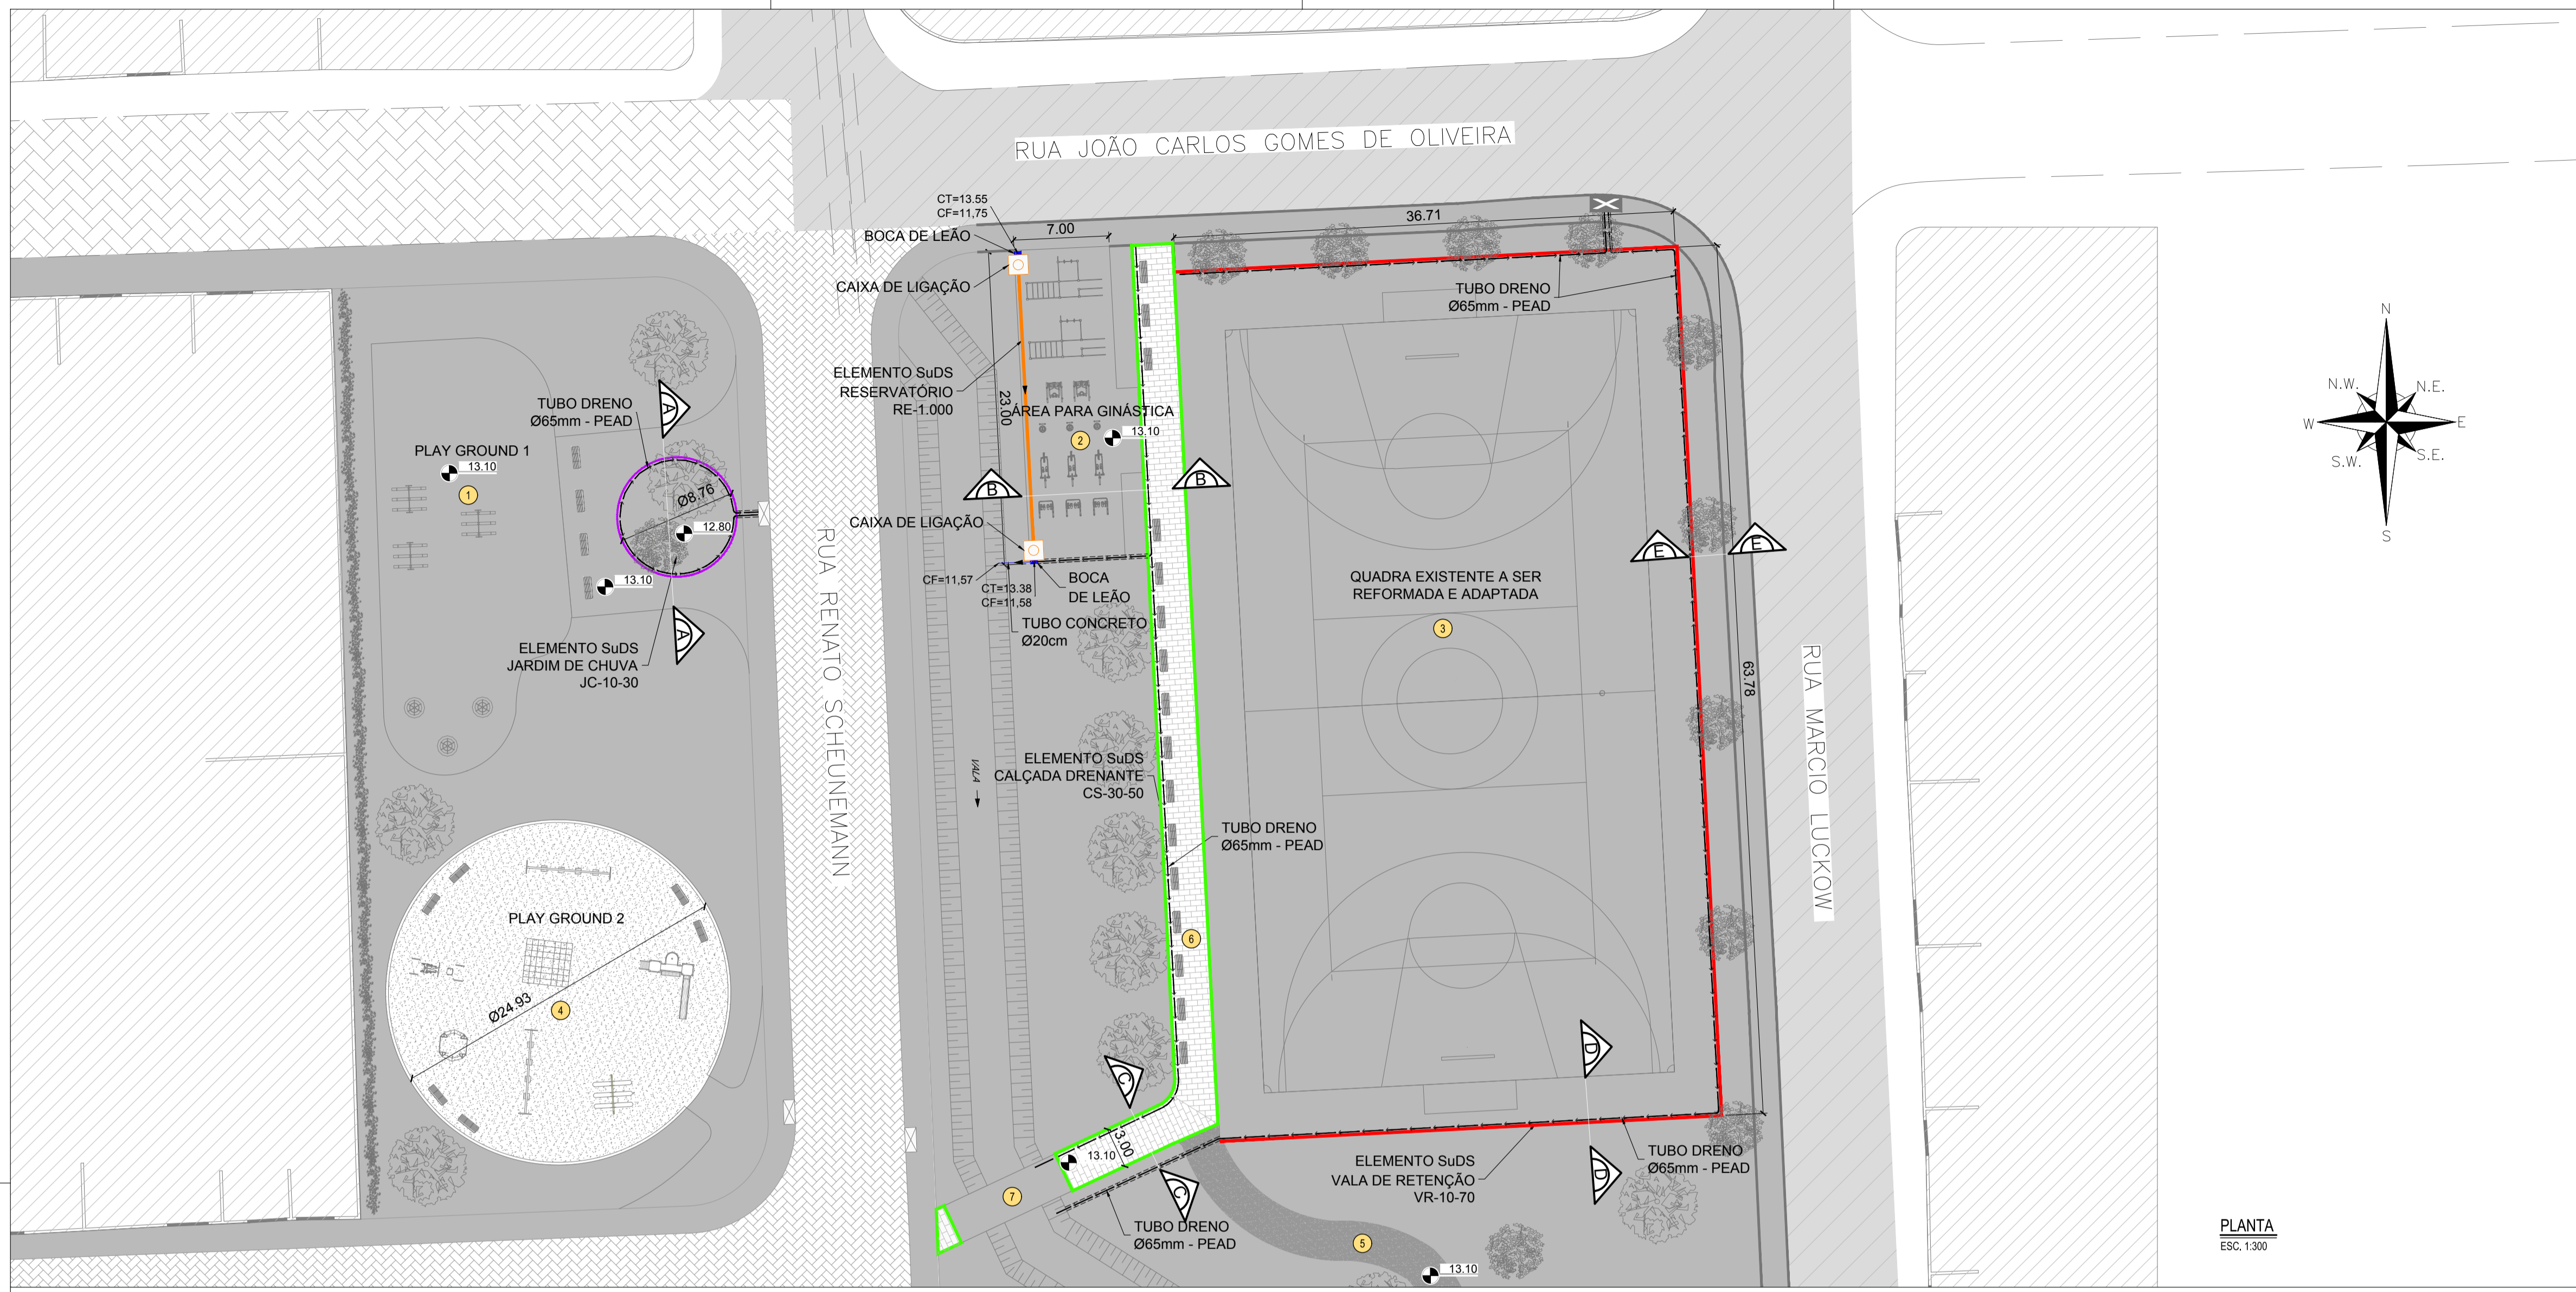 RUA JOÃO CARLOS GOMES DE OLIVEIRA
CT=13.55
CF=11,75
BOCA DE LEÃO
7.00
36.71
CAIXA DE LIGAÇÃO
TUBO DRENO
Ø65mm - PEAD
ELEMENTO SuDS
RESERVATÓRIO
RE-1.000
23.00
ÁREA PARA GINÁSTICA
2
13.10
TUBO DRENO
Ø65mm - PEAD
A
PLAY GROUND 1
13.10
1
Ø8.76
12.80
13.10
A
ELEMENTO SuDS
JARDIM DE CHUVA
JC-10-30
B
B
CAIXA DE LIGAÇÃO
CF=11,57
CT=13.38
CF=11,58
BOCA
DE LEÃO
TUBO CONCRETO
Ø20cm
RUA RENATO SCHEUNEMANN
E
E
QUADRA EXISTENTE A SER
REFORMADA E ADAPTADA
3
63.78
RUA MARCIO LUCKOW
VALA
ELEMENTO SuDS
CALÇADA DRENANTE
CS-30-50
TUBO DRENO
Ø65mm - PEAD
PLAY GROUND 2
Ø24.93
4
6
C
3.00
13.10
C
7
TUBO DRENO
Ø65mm - PEAD
D
D
ELEMENTO SuDS
VALA DE RETENÇÃO
VR-10-70
TUBO DRENO
Ø65mm - PEAD
5
13.10
N
N.W.
N.E.
W
E
S.W.
S.E.
S
PLANTA
ESC. 1:300